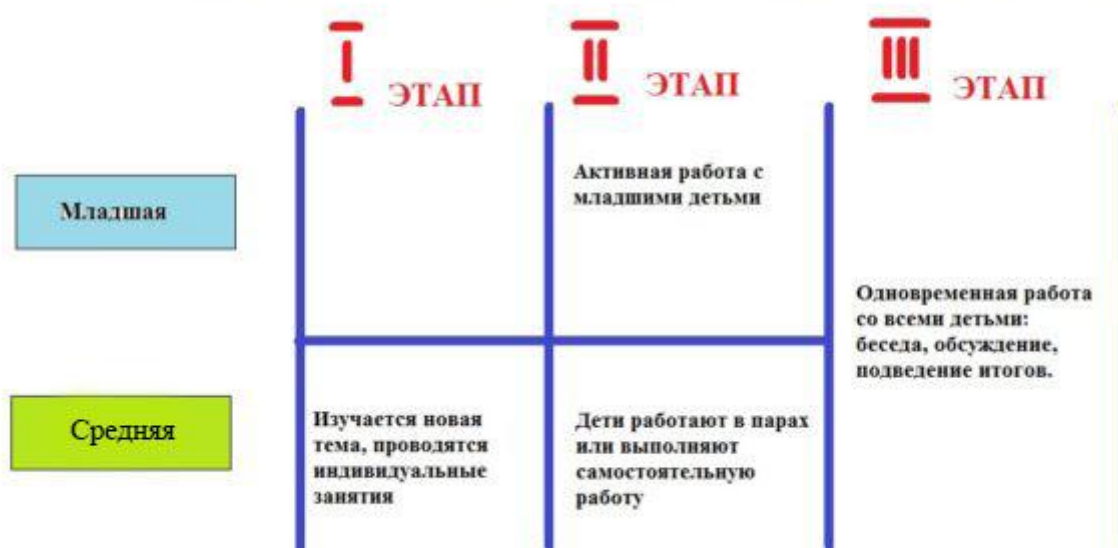 I ЭТАП
II ЭТАП
III ЭТАП
Младшая
Активная работа с
младшими детьми
Одновременная работа
со всеми детьми:
беседа, обсуждение,
подведение итогов.
Средняя
Изучается новая
тема, проводятся
индивидуальные
занятия
Дети работают в парах
или выполняют
самостоятельную
работу